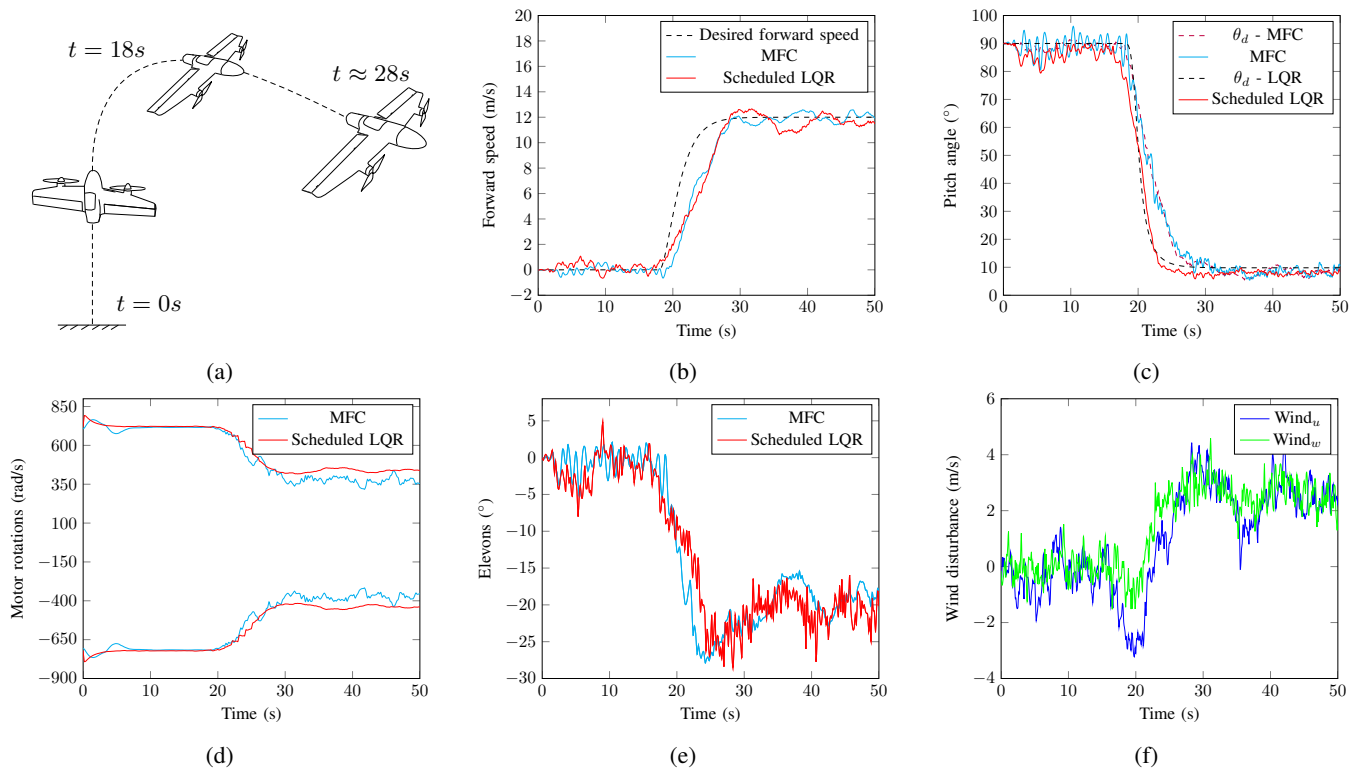 t = 18s
t ≈ 28s
t = 0s
(a)
20
18
16
14
12
10
8
6
4
2
0
−2
0
10
20
30
40
50
Forward speed (m/s)
Time (s)
Desired forward speed
MFC
Scheduled LQR
(b)
100
90
80
70
60
50
40
30
20
10
0
0
10
20
30
40
50
Pitch angle (°)
Time (s)
θd - MFC
MFC
θd - LQR
Scheduled LQR
(c)
850
600
350
100
−150
−400
−650
−900
0
10
20
30
40
50
Motor rotations (rad/s)
Time (s)
MFC
Scheduled LQR
(d)
5
0
−5
−10
−15
−20
−25
−30
0
10
20
30
40
50
Elevons (°)
Time (s)
MFC
Scheduled LQR
(e)
6
4
2
0
−2
−4
0
10
20
30
40
50
Wind disturbance (m/s)
Time (s)
Windu
Windw
(f)